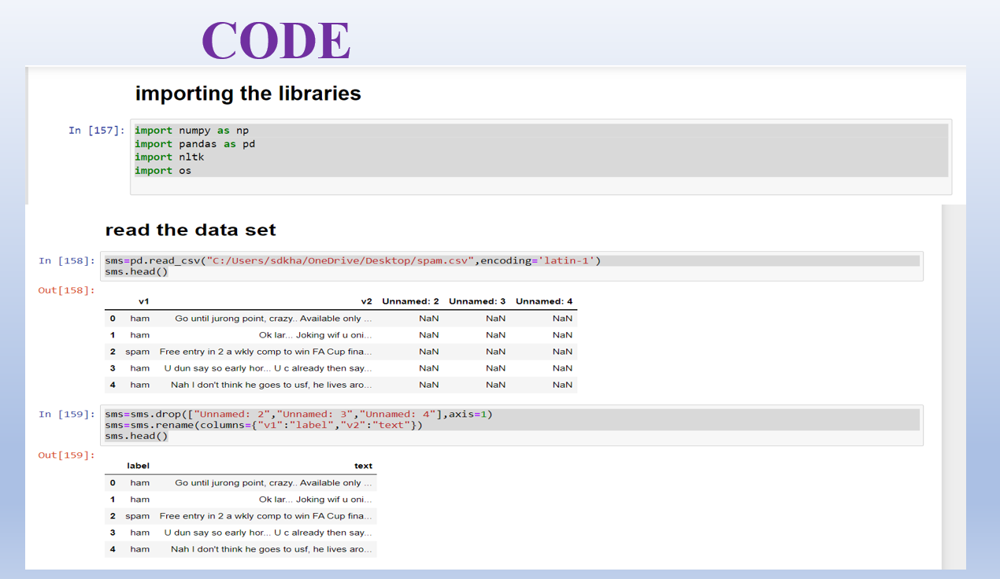 CODE
importing the libraries
In [157]: import numpy as np
import pandas as pd
import nltk
import os
read the data set
In [158]: sms=pd.read_csv("C:/Users/sdkha/OneDrive/Desktop/spam.csv",encoding='latin-1')
sms.head()
Out[158]:
v1 v2 Unnamed: 2 Unnamed: 3 Unnamed: 4
0 ham Go until jurong point, crazy.. Available only ... NaN NaN NaN
1 ham Ok lar... Joking wif u oni... NaN NaN NaN
2 spam Free entry in 2 a wkly comp to win FA Cup fina... NaN NaN NaN
3 ham U dun say so early hor... U c already then say... NaN NaN NaN
4 ham Nah I don't think he goes to usf, he lives aro... NaN NaN NaN
In [159]: sms=sms.drop(["Unnamed: 2","Unnamed: 3","Unnamed: 4"],axis=1)
sms=sms.rename(columns={"v1":"label","v2":"text"})
sms.head()
Out[159]:
label text
0 ham Go until jurong point, crazy.. Available only ...
1 ham Ok lar... Joking wif u oni...
2 spam Free entry in 2 a wkly comp to win FA Cup fina...
3 ham U dun say so early hor... U c already then say...
4 ham Nah I don't think he goes to usf, he lives aro...